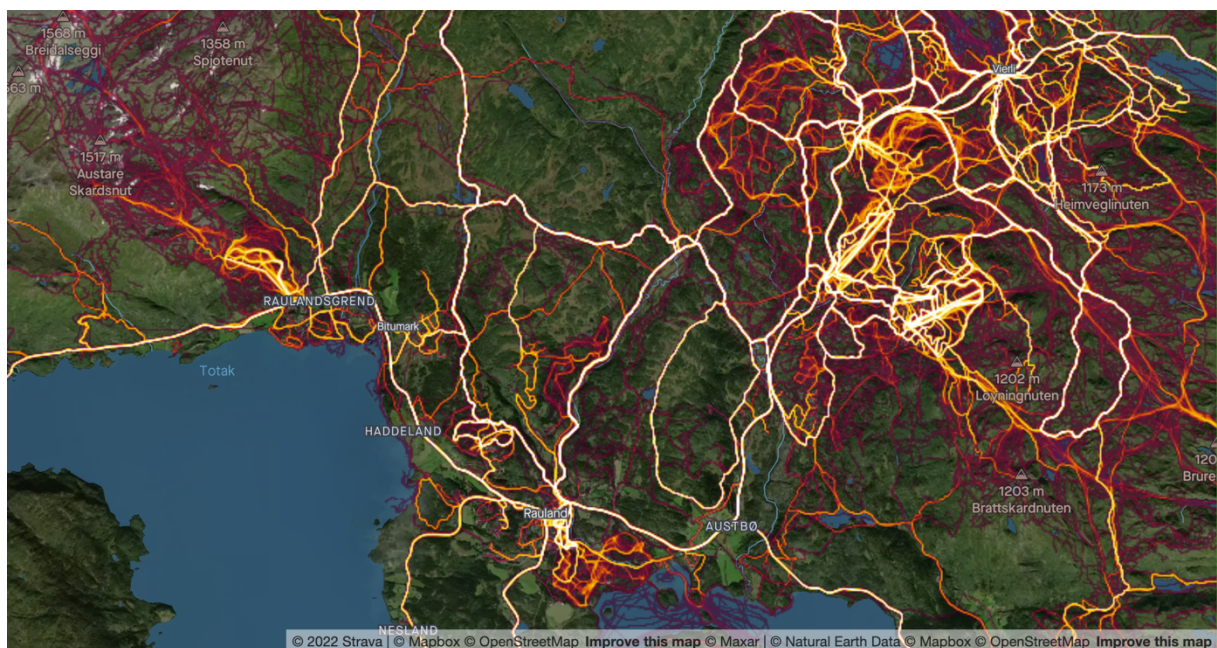 1568 m
Breidalseggi
1358 m
Spjotenut
563 m
1517 m
Austare
Skardsnut
Vierli
1173 m
Heimveglinuten
RAULANDSGREND
Bitumark
Totak
1202 m
Løvningnuten
HADDELAND
1203 m
Brattskardnuten
120
Brure
Rauland
AUSTBØ
NESLAND
© 2022 Strava | © Mapbox © OpenStreetMap Improve this map © Maxar | © Natural Earth Data © Mapbox © OpenStreetMap Improve this map